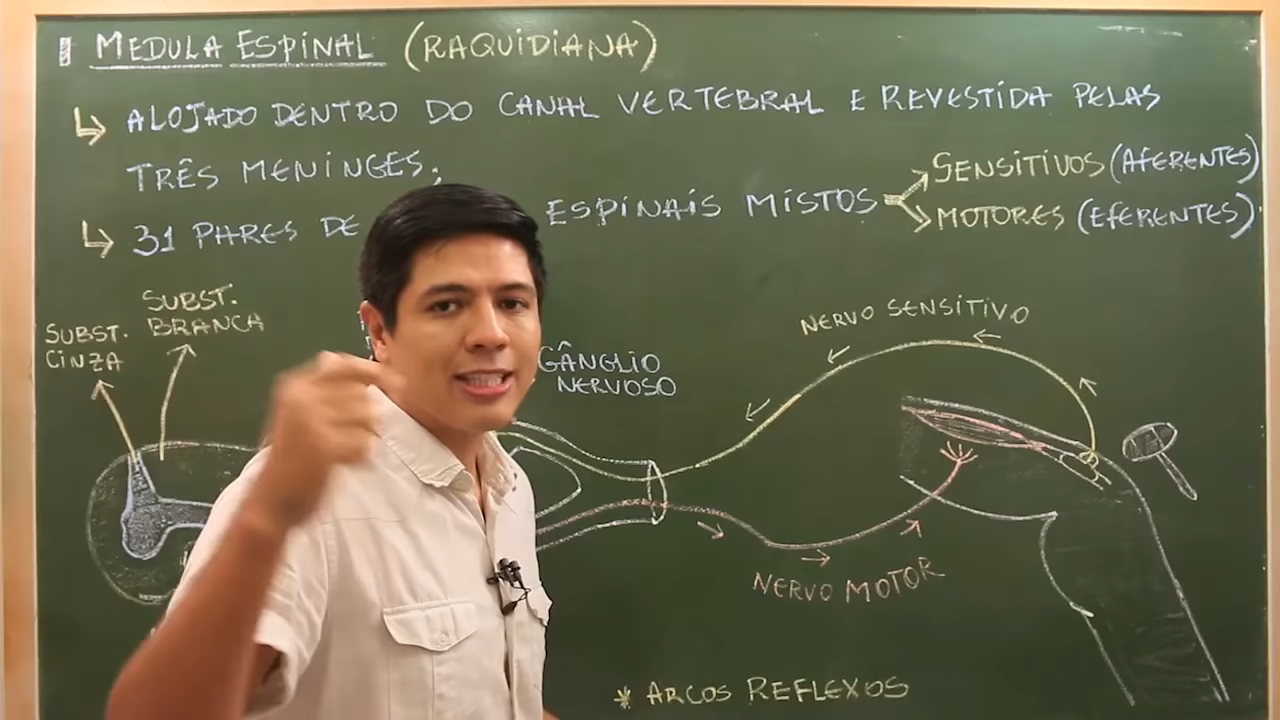 MEDULA ESPINAL (RAQUIDIANA)
ALOJADO DENTRO DO CANAL VERTEBRAL E REVESTIDA PELAS
TRÊS MENINGES;
31 PARES DE ESPINAIS MISTOS
SENSITIVOS (AFERENTES)
MOTORES (EFERENTES).
SUBST.
BRANCA
SUBST.
CINZA
GÂNGLIO
NERVOSO
NERVO SENSITIVO
NERVO MOTOR
* ARCOS REFLEXOS